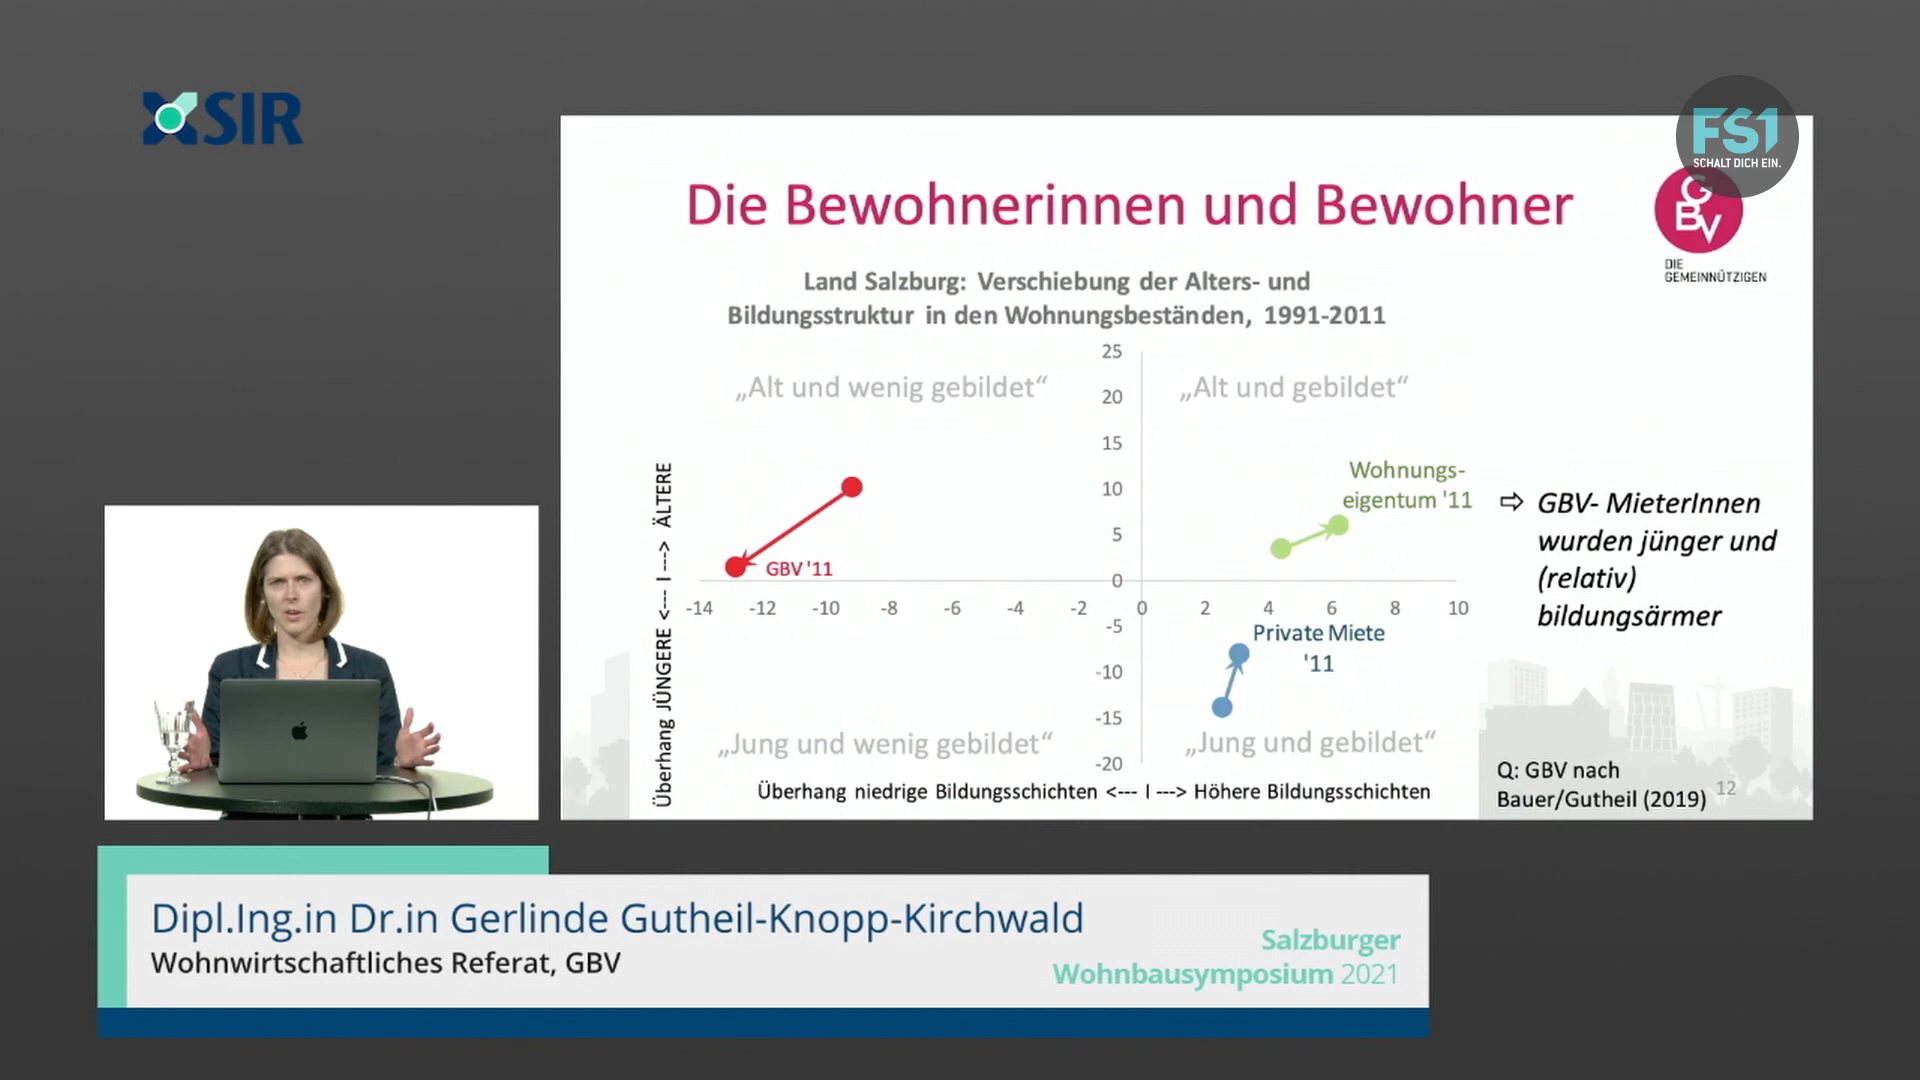 SIR
FS1
SCHALT DICH EIN.
GBV
DIE
GEMEINNÜTZIGEN
Die Bewohnerinnen und Bewohner
Land Salzburg: Verschiebung der Alters- und
Bildungsstruktur in den Wohnungsbeständen, 1991-2011
25
20
15
10
5
0
-5
-10
-15
-20
„Alt und wenig gebildet“
„Alt und gebildet“
Wohnungs-
eigentum '11
GBV '11
-14 -12 -10 -8 -6 -4 -2 0 2 4 6 8 10
Private Miete
'11
„Jung und wenig gebildet“
„Jung und gebildet“
Überhang JÜNGERE <--- I ---> ÄLTERE
Überhang niedrige Bildungsschichten <--- I ---> Höhere Bildungsschichten
⇨ GBV- MieterInnen
wurden jünger und
(relativ)
bildungsärmer
Q: GBV nach
Bauer/Gutheil (2019)
12
Dipl.Ing.in Dr.in Gerlinde Gutheil-Knopp-Kirchwald
Wohnwirtschaftliches Referat, GBV
Salzburger
Wohnbausymposium 2021